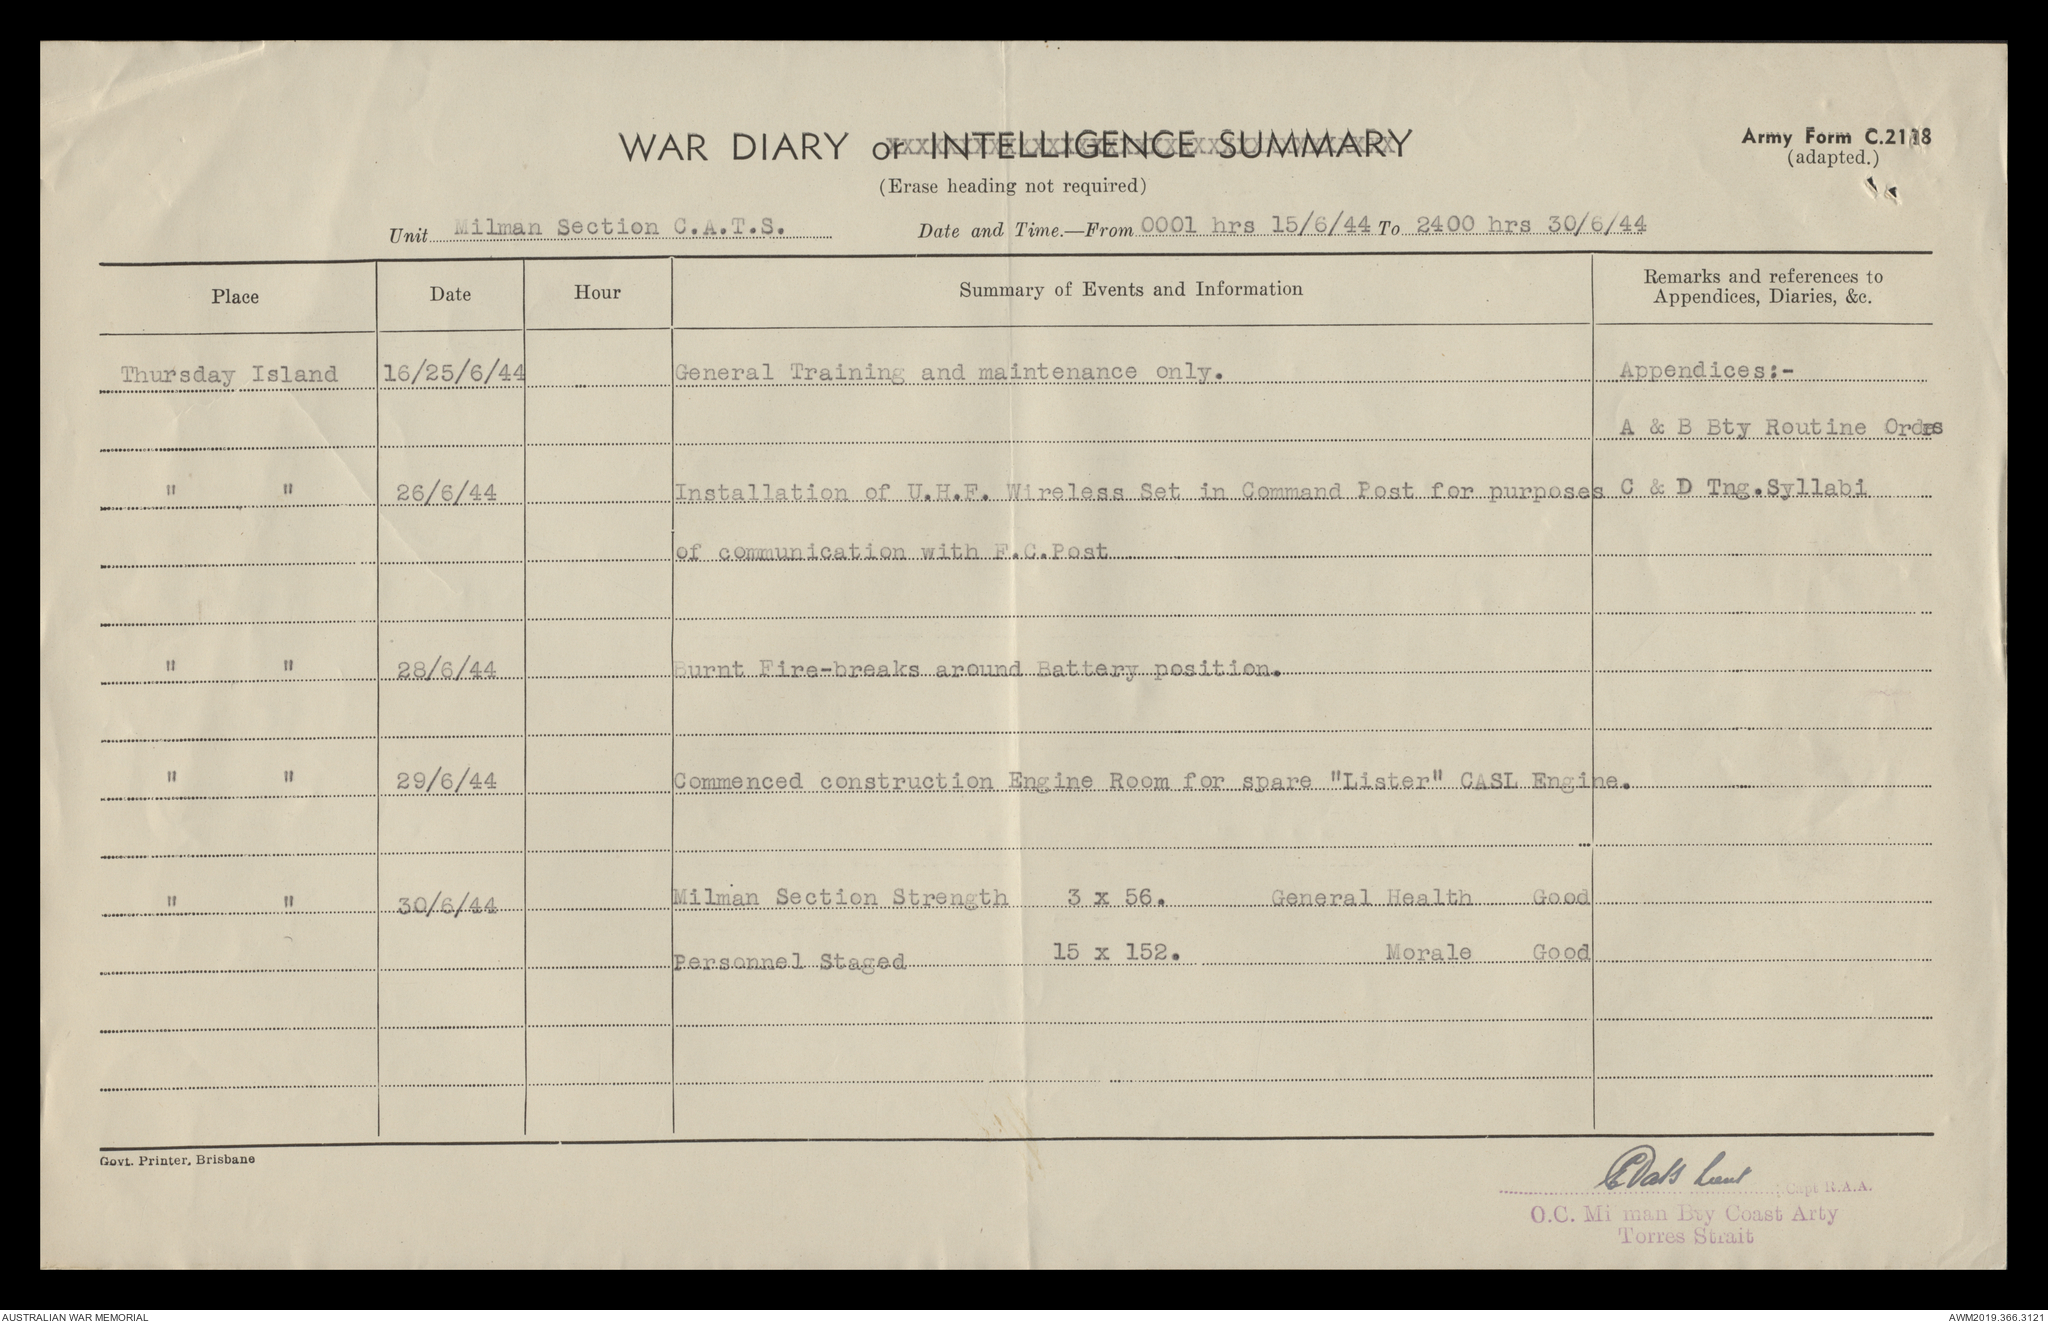 WAR DIARY or INTELLIGENCE SUMMARY
(Erase heading not required)
Army Form C.2118
(adapted.)
Unit Milman Section C.A.T.S. Date and Time.—From 0001 hrs 15/6/44 To 2400 hrs 30/6/44
Place Date Hour Summary of Events and Information Remarks and references to
Appendices, Diaries, &c.
Thursday Island 16/25/6/44 General Training and maintenance only. Appendices:-
A & B Bty Routine Ordes
" " 26/6/44 Installation of U.H.F. Wireless Set in Command Post for purposes C & D Tng.Syllabi
of communication with F.C.Post
" " 28/6/44 Burnt Fire-breaks around Battery position.
" " 29/6/44 Commenced construction Engine Room for spare "Lister" CASL Engine.
" " 30/6/44 Milman Section Strength 3 x 56. General Health Good
Personnel Staged 15 x 152. Morale Good
Govt. Printer, Brisbane
Lieut
Capt R.A.A.
O.C. Milman Bty Coast Arty
Torres Strait
AUSTRALIAN WAR MEMORIAL AWM2019.366.3121